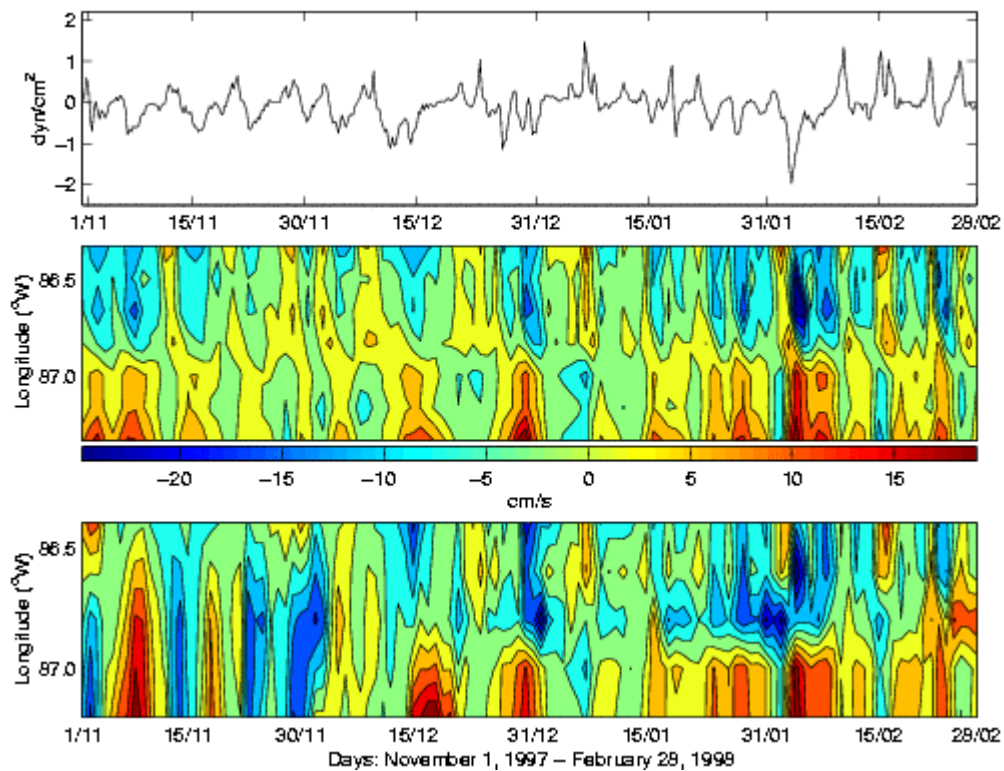 2
1
0
−1
−2
dyn/cm2
1/11 15/11 30/11 15/12 31/12 15/01 31/01 15/02 28/02
86.5
87.0
Longitude (oW)
−20 −15 −10 −5 0 5 10 15
cm/s
86.5
87.0
Longitude (oW)
1/11 15/11 30/11 15/12 31/12 15/01 31/01 15/02 28/02
Days: November 1, 1997 − February 28, 1998